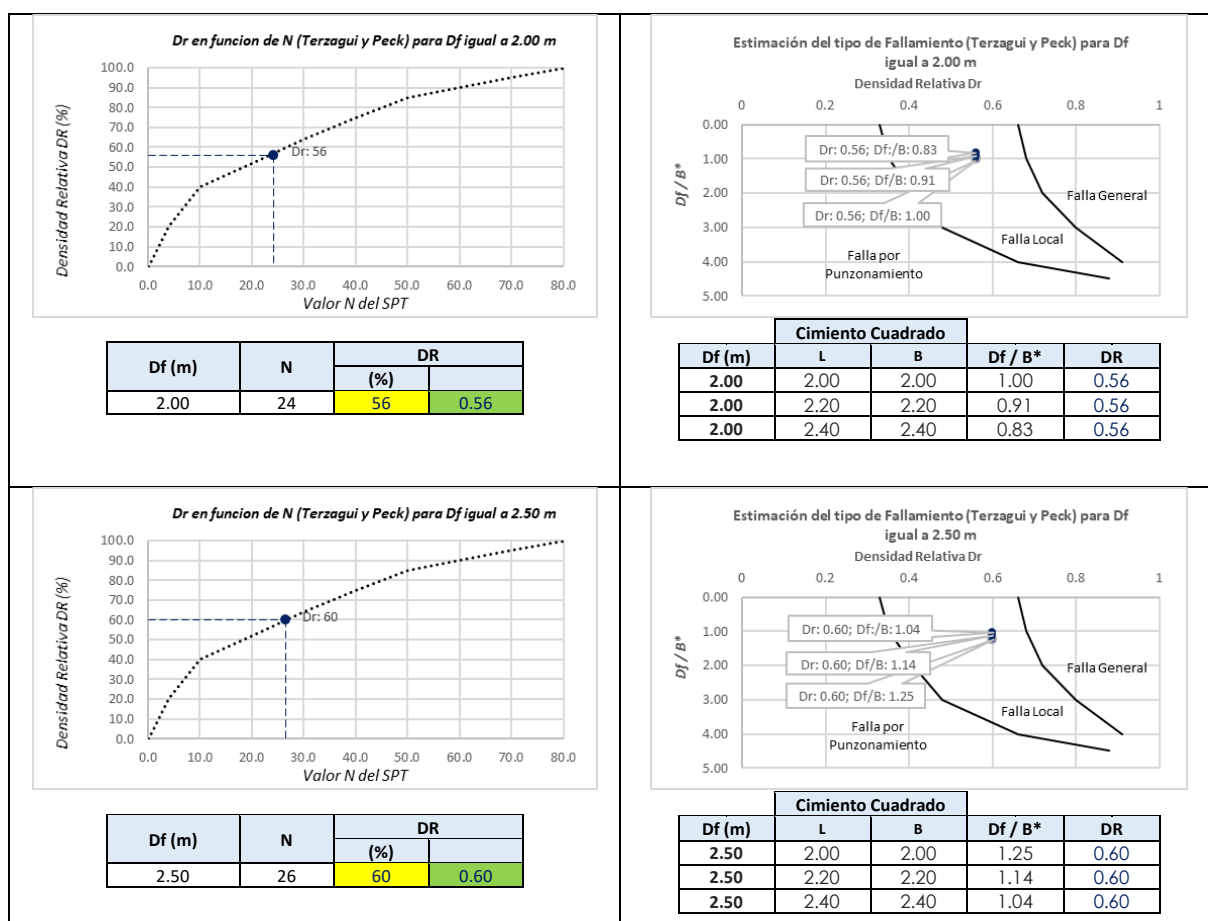 Dr en funcion de N (Terzagui y Peck) para Df igual a 2.00 m
Densidad Relativa DR (%)
100.0
90.0
80.0
70.0
60.0
50.0
40.0
30.0
20.0
10.0
0.0
Dr: 56
0.0 10.0 20.0 30.0 40.0 50.0 60.0 70.0 80.0
Valor N del SPT
Df (m) N DR
(%)
2.00 24 56 0.56
Estimación del tipo de Fallamiento (Terzagui y Peck) para Df
igual a 2.00 m
Densidad Relativa Dr
0 0.2 0.4 0.6 0.8 1
Df / B*
0.00
1.00
2.00
3.00
4.00
5.00
Dr: 0.56; Df:/B: 0.83
Dr: 0.56; Df/B: 0.91
Dr: 0.56; Df/B: 1.00
Falla General
Falla Local
Falla por
Punzonamiento
Cimiento Cuadrado
Df (m) L B Df / B* DR
2.00 2.00 2.00 1.00 0.56
2.00 2.20 2.20 0.91 0.56
2.00 2.40 2.40 0.83 0.56
Dr en funcion de N (Terzagui y Peck) para Df igual a 2.50 m
Densidad Relativa DR (%)
100.0
90.0
80.0
70.0
60.0
50.0
40.0
30.0
20.0
10.0
0.0
Dr: 60
0.0 10.0 20.0 30.0 40.0 50.0 60.0 70.0 80.0
Valor N del SPT
Df (m) N DR
(%)
2.50 26 60 0.60
Estimación del tipo de Fallamiento (Terzagui y Peck) para Df
igual a 2.50 m
Densidad Relativa Dr
0 0.2 0.4 0.6 0.8 1
Df / B*
0.00
1.00
2.00
3.00
4.00
5.00
Dr: 0.60; Df:/B: 1.04
Dr: 0.60; Df/B: 1.14
Dr: 0.60; Df/B: 1.25
Falla General
Falla Local
Falla por
Punzonamiento
Cimiento Cuadrado
Df (m) L B Df / B* DR
2.50 2.00 2.00 1.25 0.60
2.50 2.20 2.20 1.14 0.60
2.50 2.40 2.40 1.04 0.60